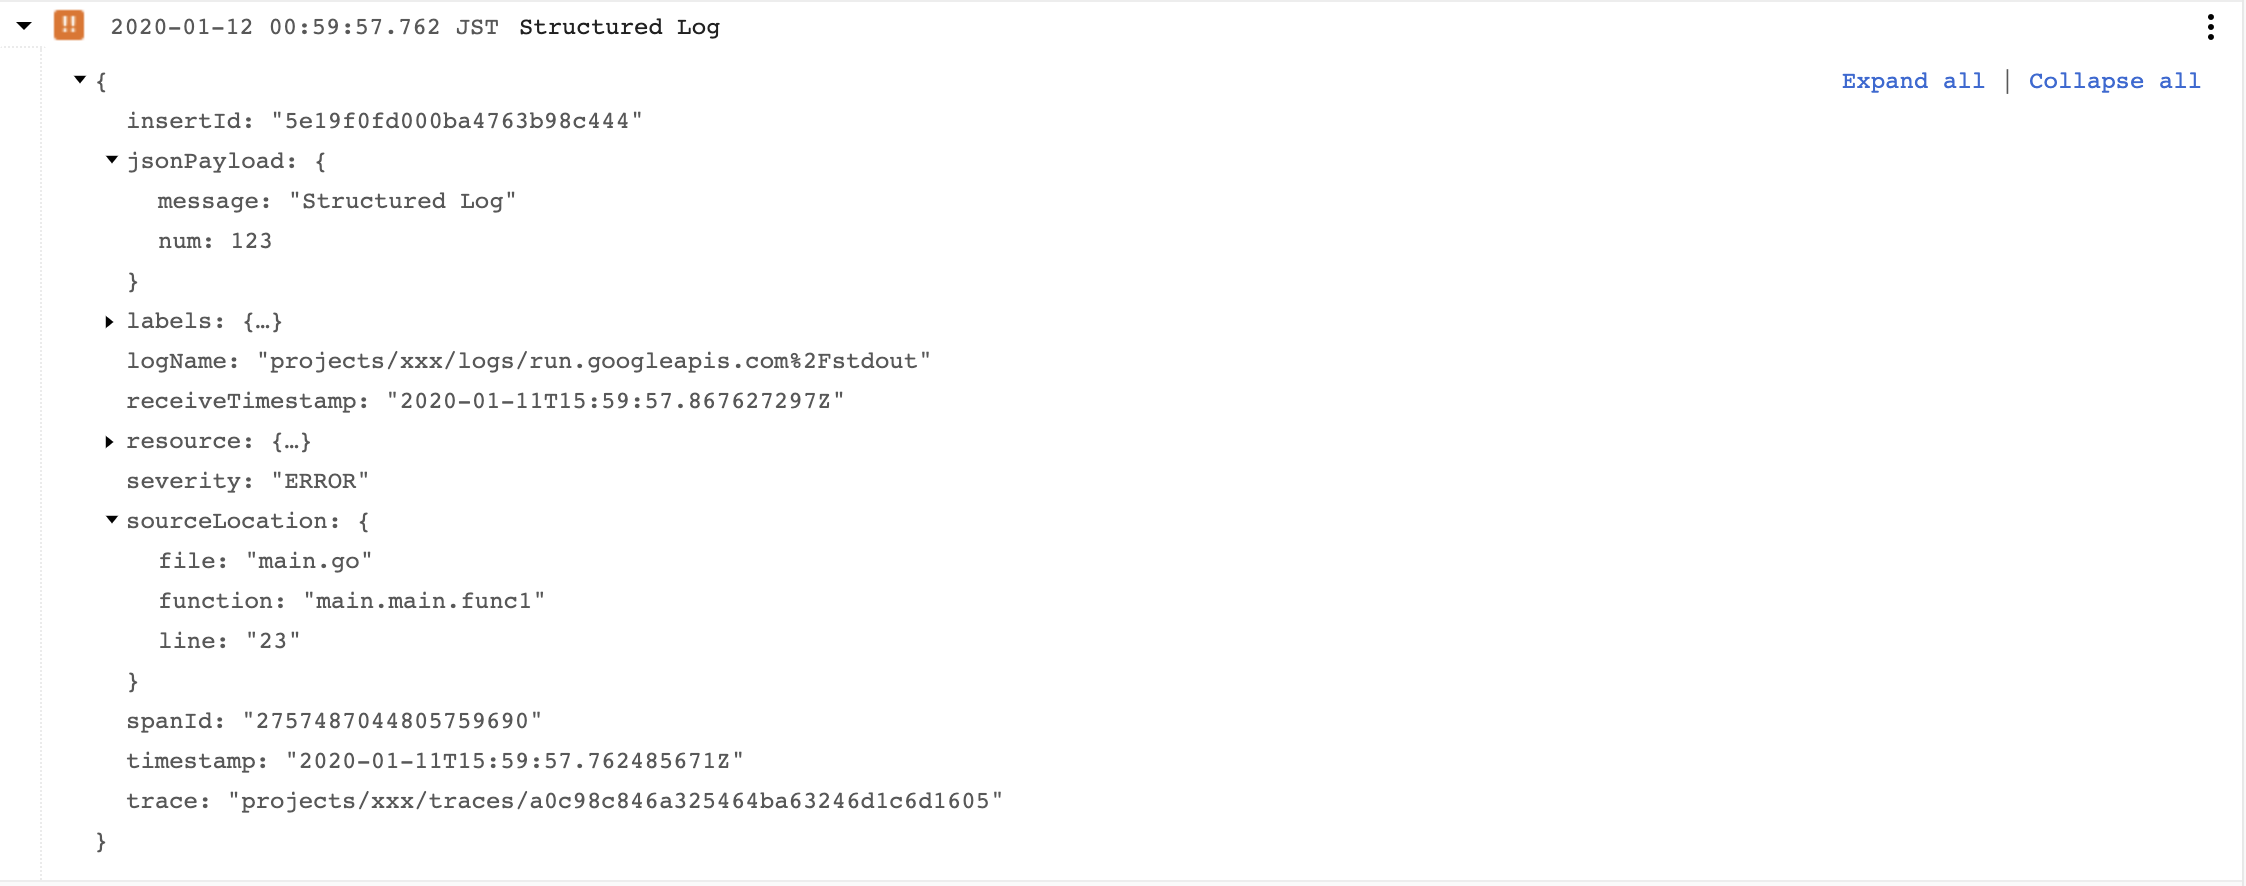 2020-01-12 00:59:57.762 JST Structured Log
{
Expand all | Collapse all
insertId: "5e19f0fd000ba4763b98c444"
jsonPayload: {
message: "Structured Log"
num: 123
}
labels: {…}
logName: "projects/xxx/logs/run.googleapis.com%2Fstdout"
receiveTimestamp: "2020-01-11T15:59:57.867627297Z"
resource: {…}
severity: "ERROR"
sourceLocation: {
file: "main.go"
function: "main.main.func1"
line: "23"
}
spanId: "2757487044805759690"
timestamp: "2020-01-11T15:59:57.762485671Z"
trace: "projects/xxx/traces/a0c98c846a325464ba63246d1c6d1605"
}